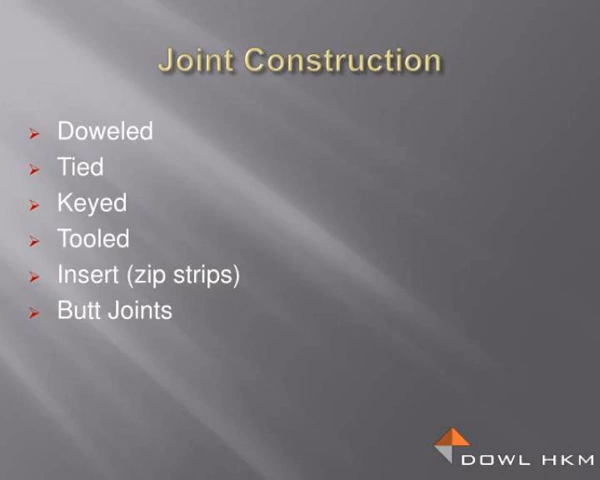 Joint Construction
Doweled
Tied
Keyed
Tooled
Insert (zip strips)
Butt Joints
DOWL HKM